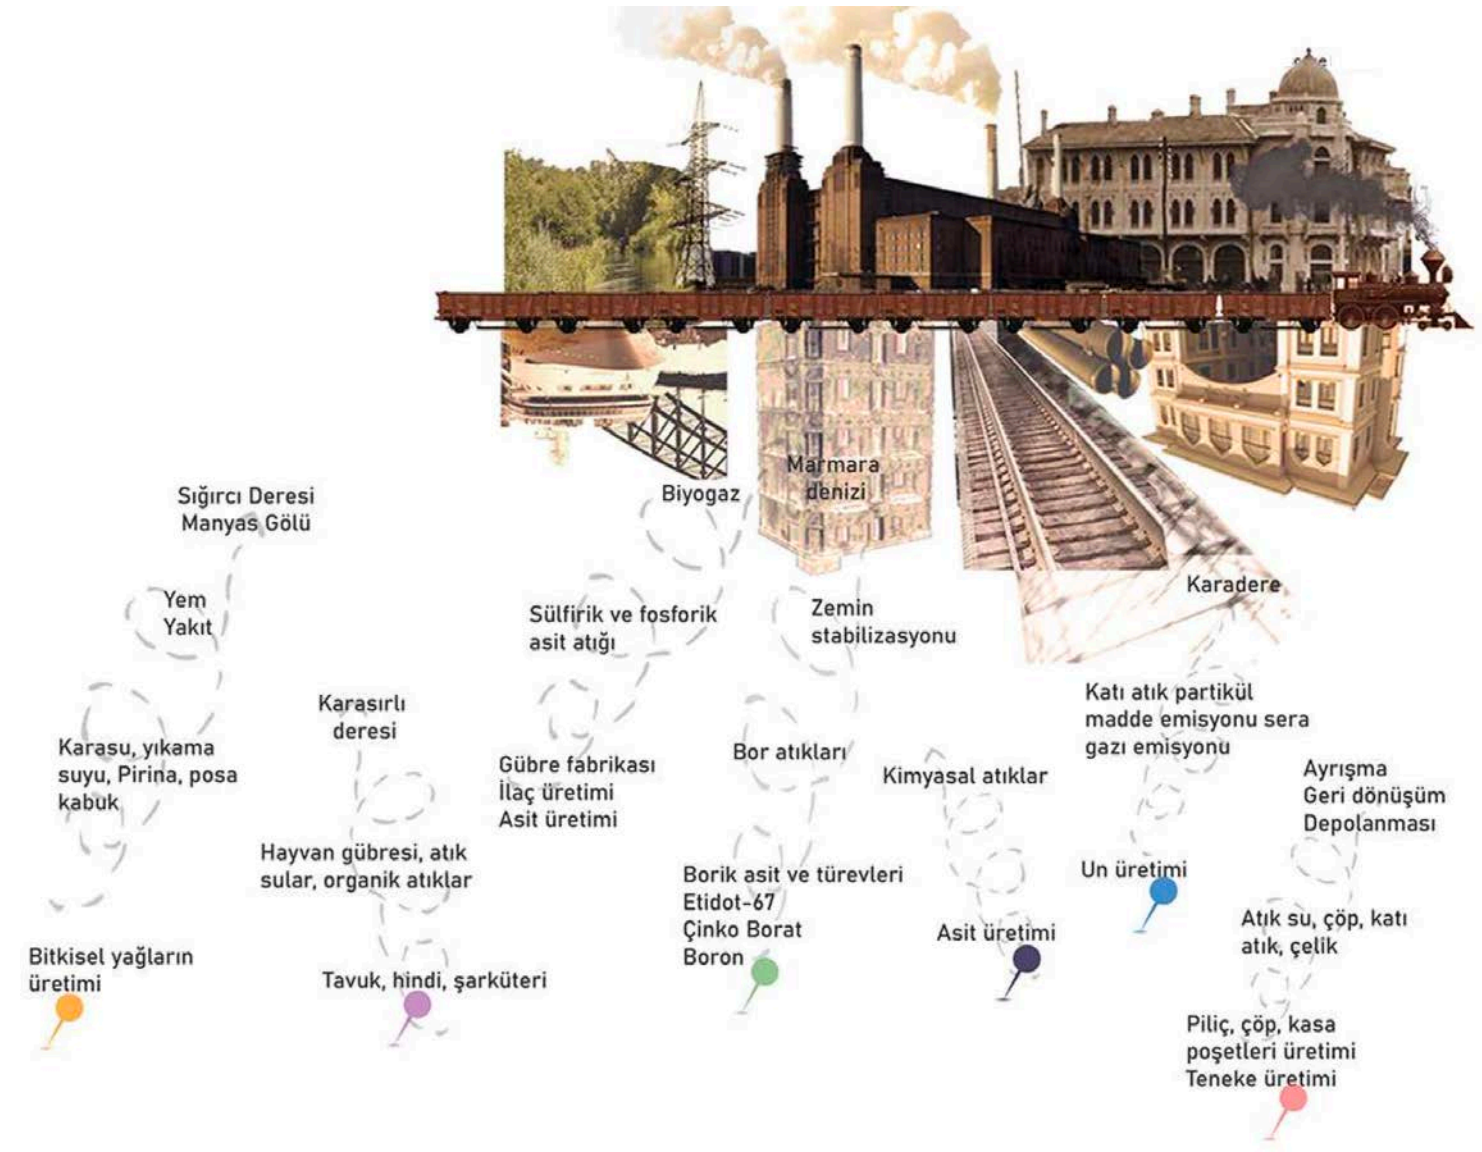 Sığırcı Deresi
Manyas Gölü
Yem
Yakıt
Karasu, yıkama
suyu, Pirina, posa
kabuk
Bitkisel yağların
üretimi
Karasırlı
deresi
Hayvan gübresi, atık
sular, organik atıklar
Tavuk, hindi, şarküteri
Biyogaz
Sülfirik ve fosforik
asit atığı
Gübre fabrikası
İlaç üretimi
Asit üretimi
Marmara
denizi
Zemin
stabilizasyonu
Bor atıkları
Borik asit ve türevleri
Etidot-67
Çinko Borat
Boron
Kimyasal atıklar
Asit üretimi
Karadere
Katı atık partikül
madde emisyonu sera
gazı emisyonu
Un üretimi
Ayrışma
Geri dönüşüm
Depolanması
Atık su, çöp, katı
atık, çelik
Piliç, çöp, kasa
poşetleri üretimi
Teneke üretimi